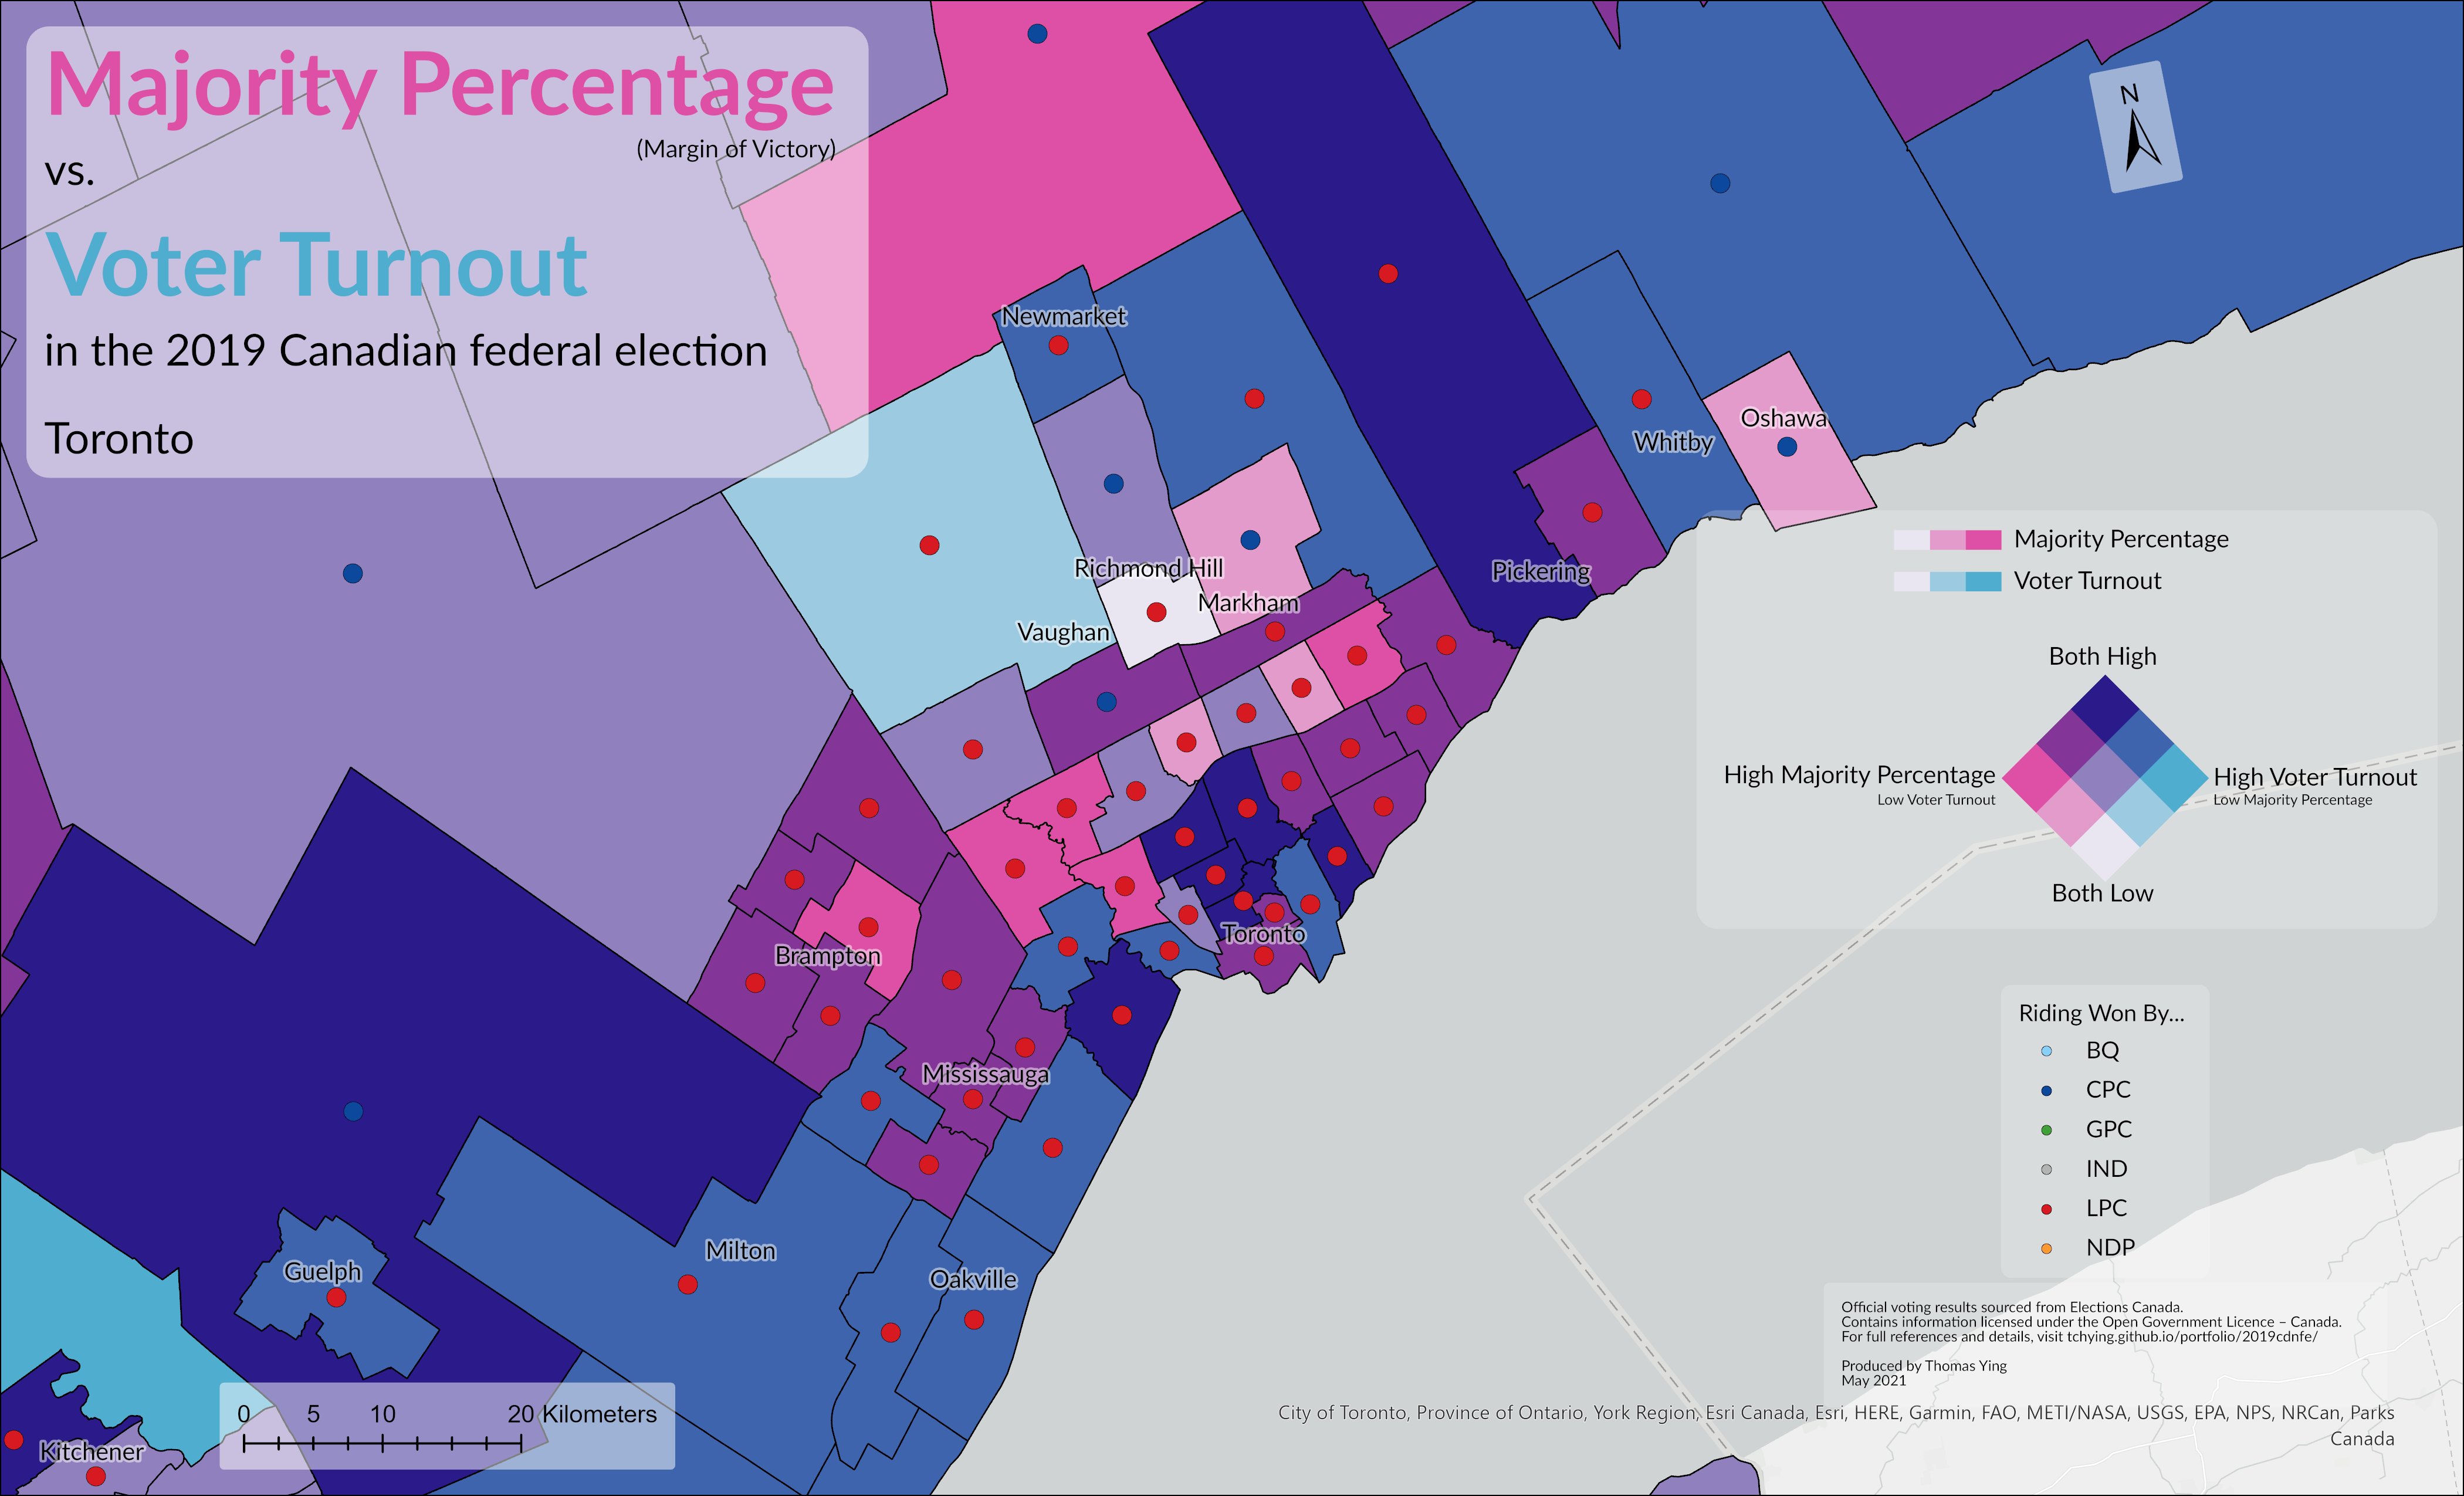 Majority Percentage
(Margin of Victory)
vs.
Voter Turnout
in the 2019 Canadian federal election
Toronto
N
Newmarket
Oshawa
Whitby
Richmond Hill
Pickering
Markham
Vaughan
Toronto
Brampton
Mississauga
Milton
Guelph
Oakville
Kitchener
0 5 10 20 Kilometers
Majority Percentage
Voter Turnout
Both High
High Majority Percentage
Low Voter Turnout
High Voter Turnout
Low Majority Percentage
Both Low
Riding Won By...
BQ
CPC
GPC
IND
LPC
NDP
Official voting results sourced from Elections Canada.
Contains information licensed under the Open Government Licence – Canada.
For full references and details, visit tchying.github.io/portfolio/2019cdnfe/
Produced by Thomas Ying
May 2021
City of Toronto, Province of Ontario, York Region, Esri Canada, Esri, HERE, Garmin, FAO, METI/NASA, USGS, EPA, NPS, NRCan, Parks
Canada